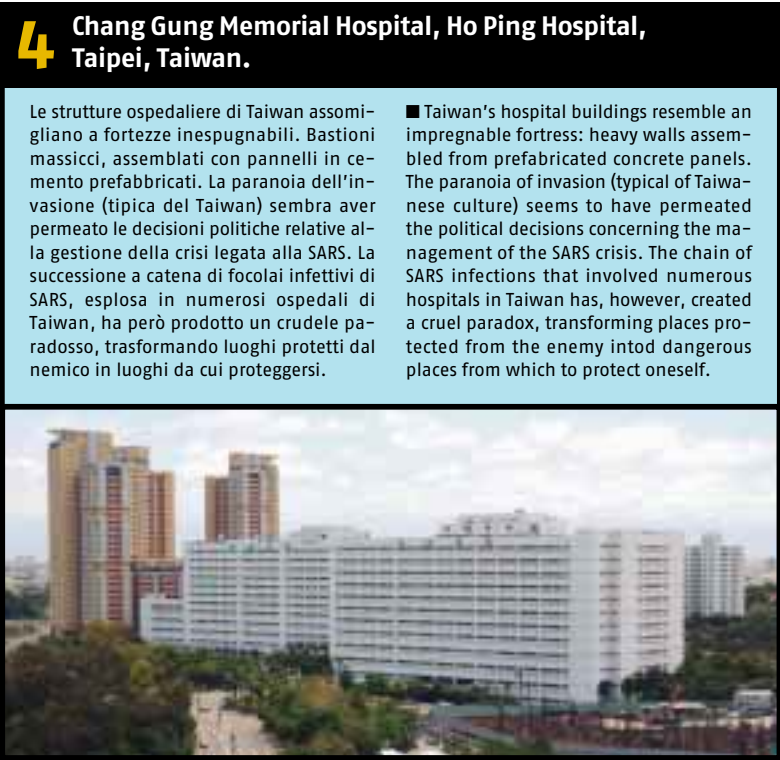 4
Chang Gung Memorial Hospital, Ho Ping Hospital,
Taipei, Taiwan.
Le strutture ospedaliere di Taiwan assomi–
gliano a fortezze inespugnabili. Bastioni
massicci, assemblati con pannelli in ce–
mento prefabbricati. La paranoia dell'in–
vasione (tipica del Taiwan) sembra aver
permeato le decisioni politiche relative al–
la gestione della crisi legata alla SARS. La
successione a catena di focolai infettivi di
SARS, esplosa in numerosi ospedali di
Taiwan, ha però prodotto un crudele pa–
radosso, trasformando luoghi protetti dal
nemico in luoghi da cui proteggersi.
■ Taiwan's hospital buildings resemble an
impregnable fortress: heavy walls assem–
bled from prefabricated concrete panels.
The paranoia of invasion (typical of Taiwa–
nese culture) seems to have permeated
the political decisions concerning the ma–
nagement of the SARS crisis. The chain of
SARS infections that involved numerous
hospitals in Taiwan has, however, created
a cruel paradox, transforming places pro–
tected from the enemy intod dangerous
places from which to protect oneself.